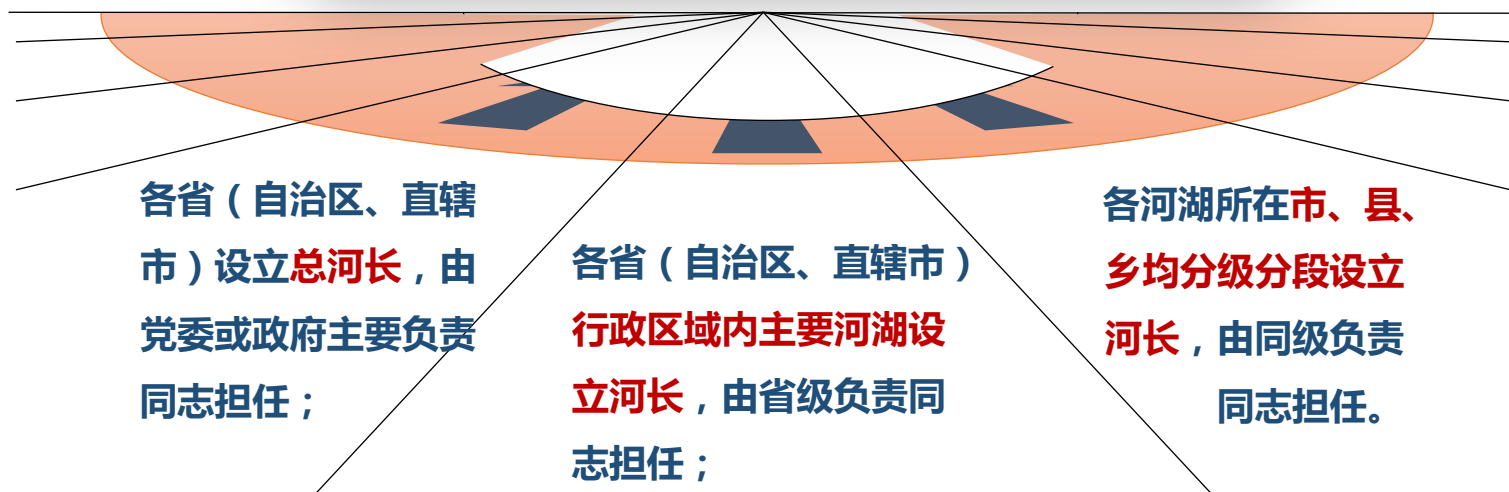 各省（自治区、直辖
市）设立总河长，由
党委或政府主要负责
同志担任；
各省（自治区、直辖市）
行政区域内主要河湖设
立河长，由省级负责同
志担任；
各河湖所在市、县、
乡均分级分段设立
河长，由同级负责
同志担任。